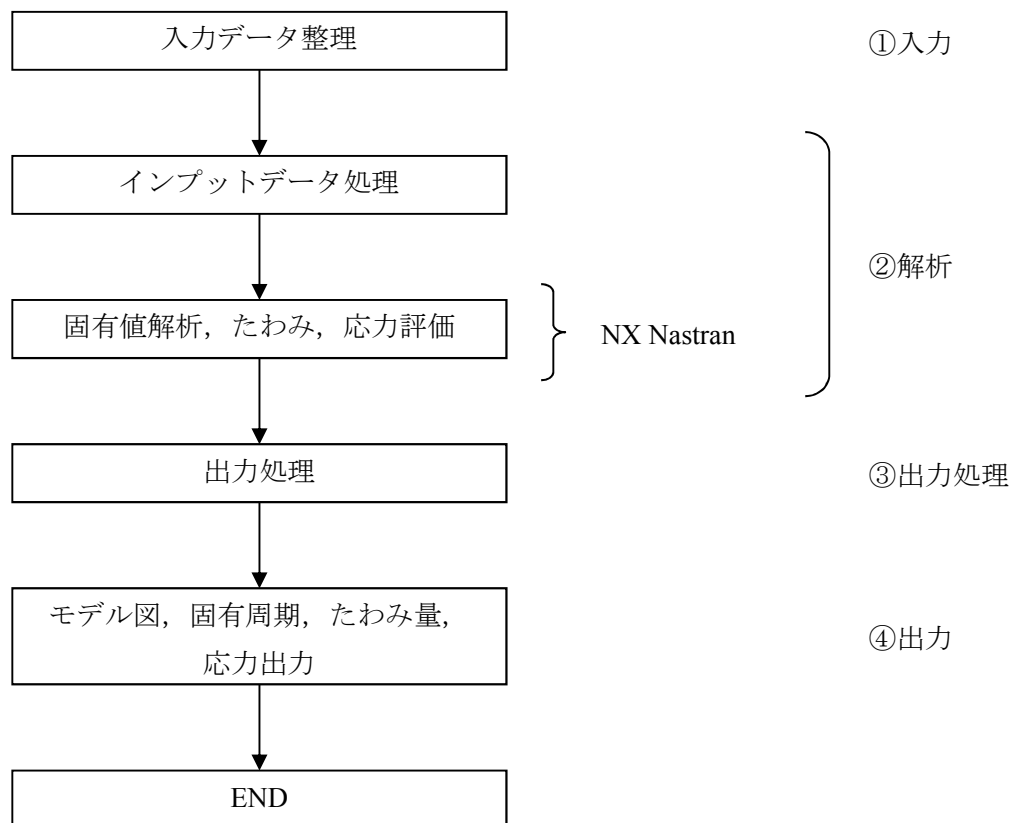 入力データ整理
①入力
インプットデータ処理
②解析
固有値解析，たわみ，応力評価
NX Nastran
出力処理
③出力処理
モデル図，固有周期，たわみ量，
応力出力
④出力
END